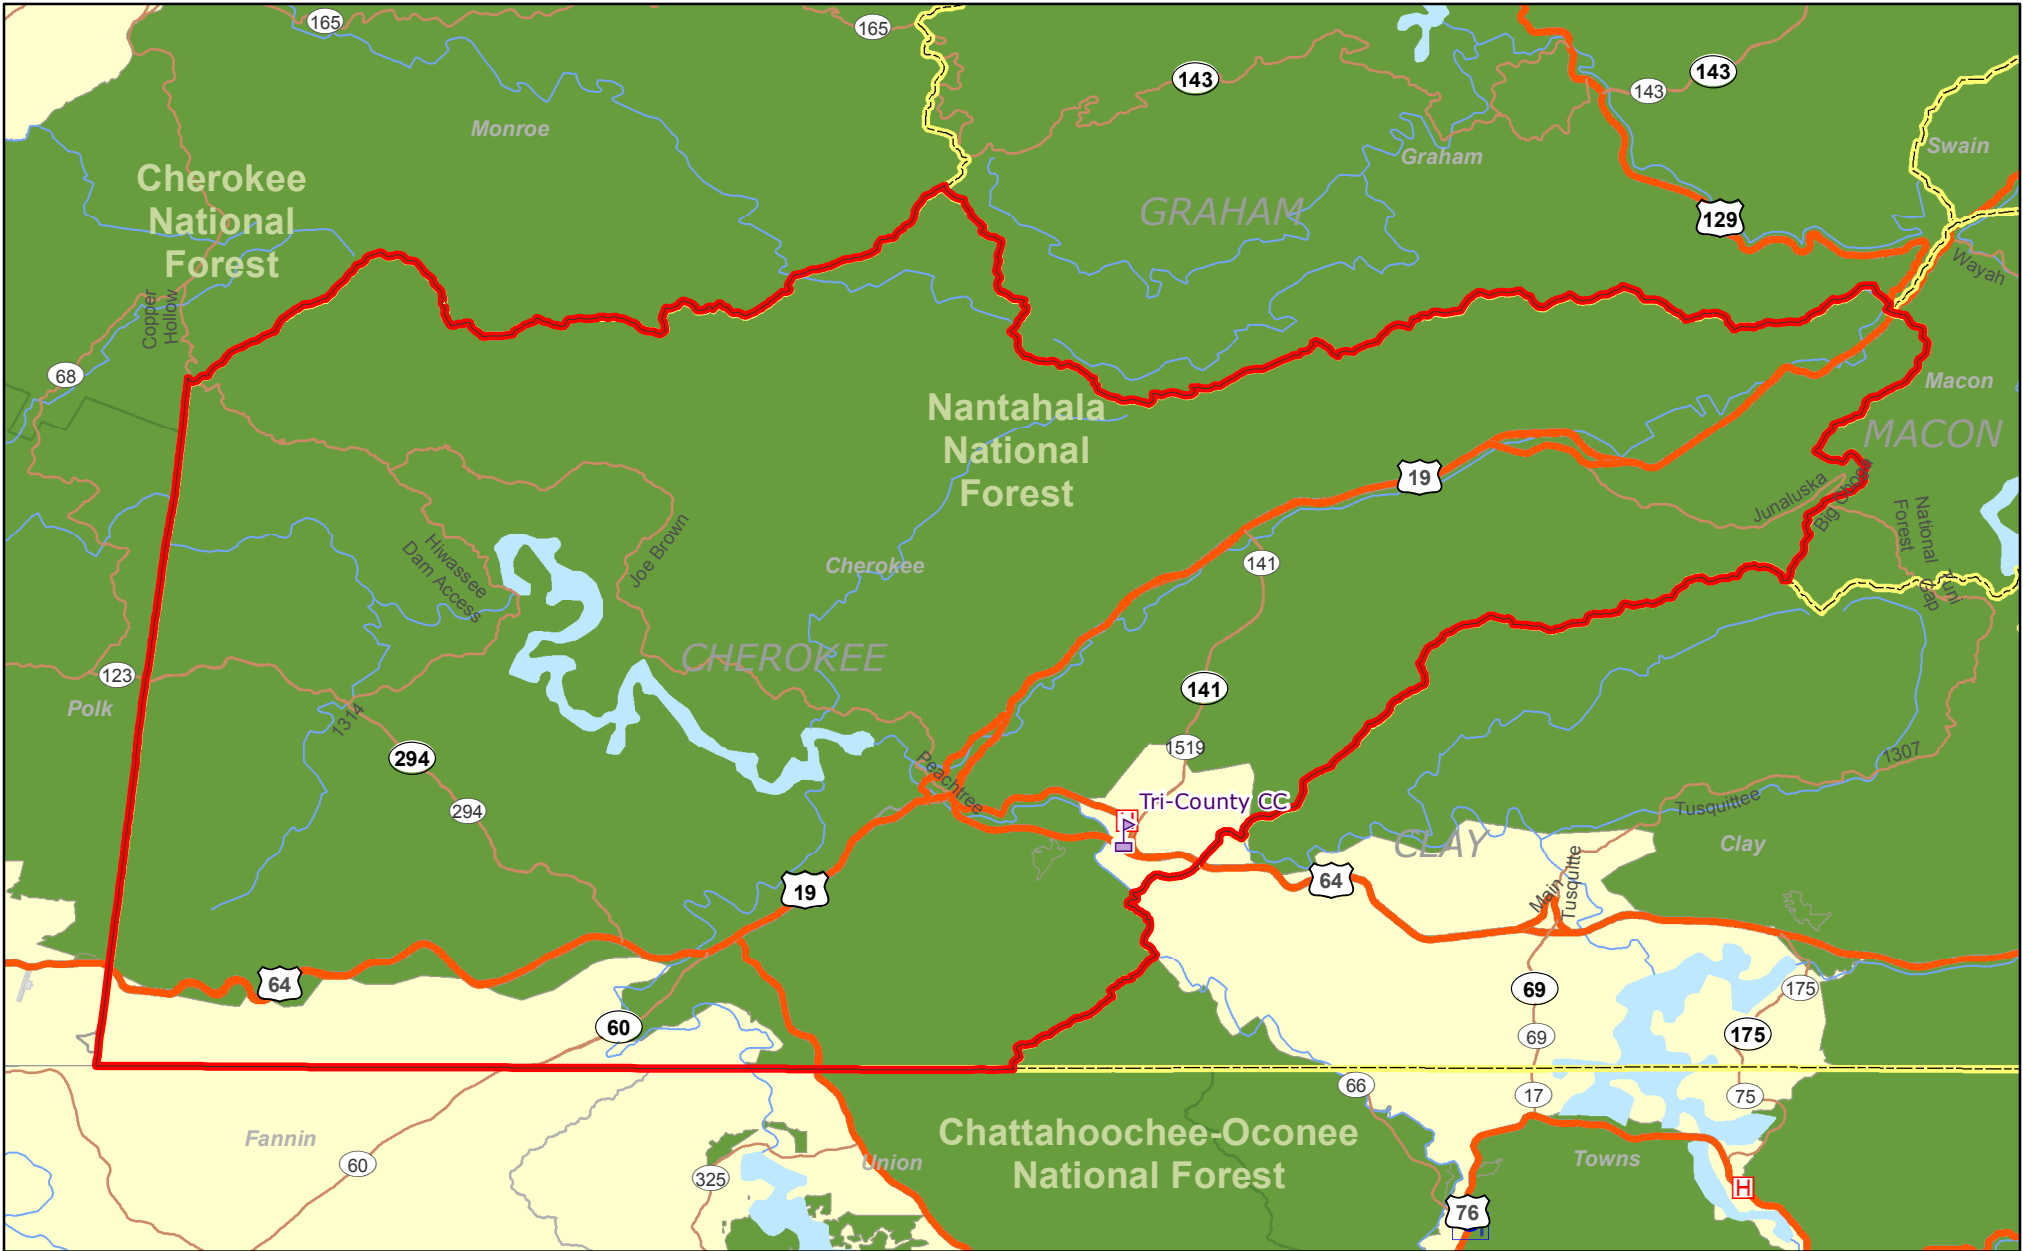 165
165
143
143
143
Monroe
Graham
Swain
Cherokee
National
Forest
GRAHAM
129
Wayah
Copper
Hollow
68
Macon
MACON
Nantahala
National
Forest
19
Junaluska
Big Choga
National
Forest
Tuni
Gap
Hiwassee
Dam Access
Joe Brown
Cherokee
141
CHEROKEE
123
Polk
1314
141
294
1519
Peachtree
1307
294
Tri-County CC
Tusquittee
CLAY
Clay
19
64
Main
Tusquitte
64
69
175
60
69
175
66
17
75
Fannin
60
325
Union
Chattahoochee-Oconee
National Forest
Towns
H
76